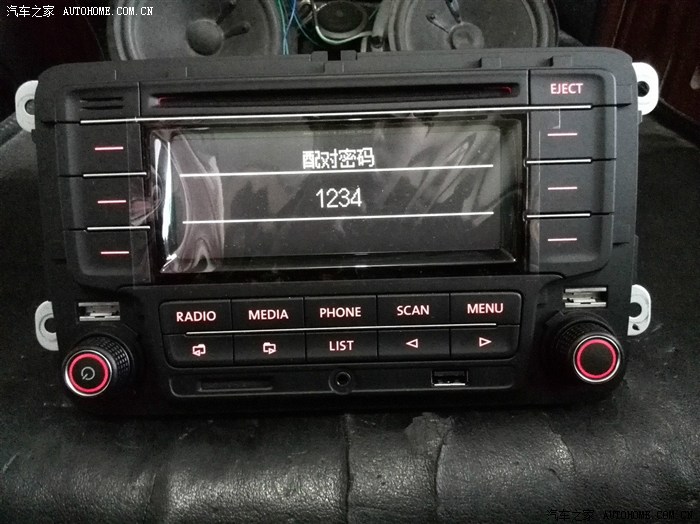 汽车之家 AUTOHOME.COM.CN
EJECT
配对密码
1234
RADIO MEDIA PHONE SCAN MENU
LIST
汽车之家 AUTOHOME.COM.CN